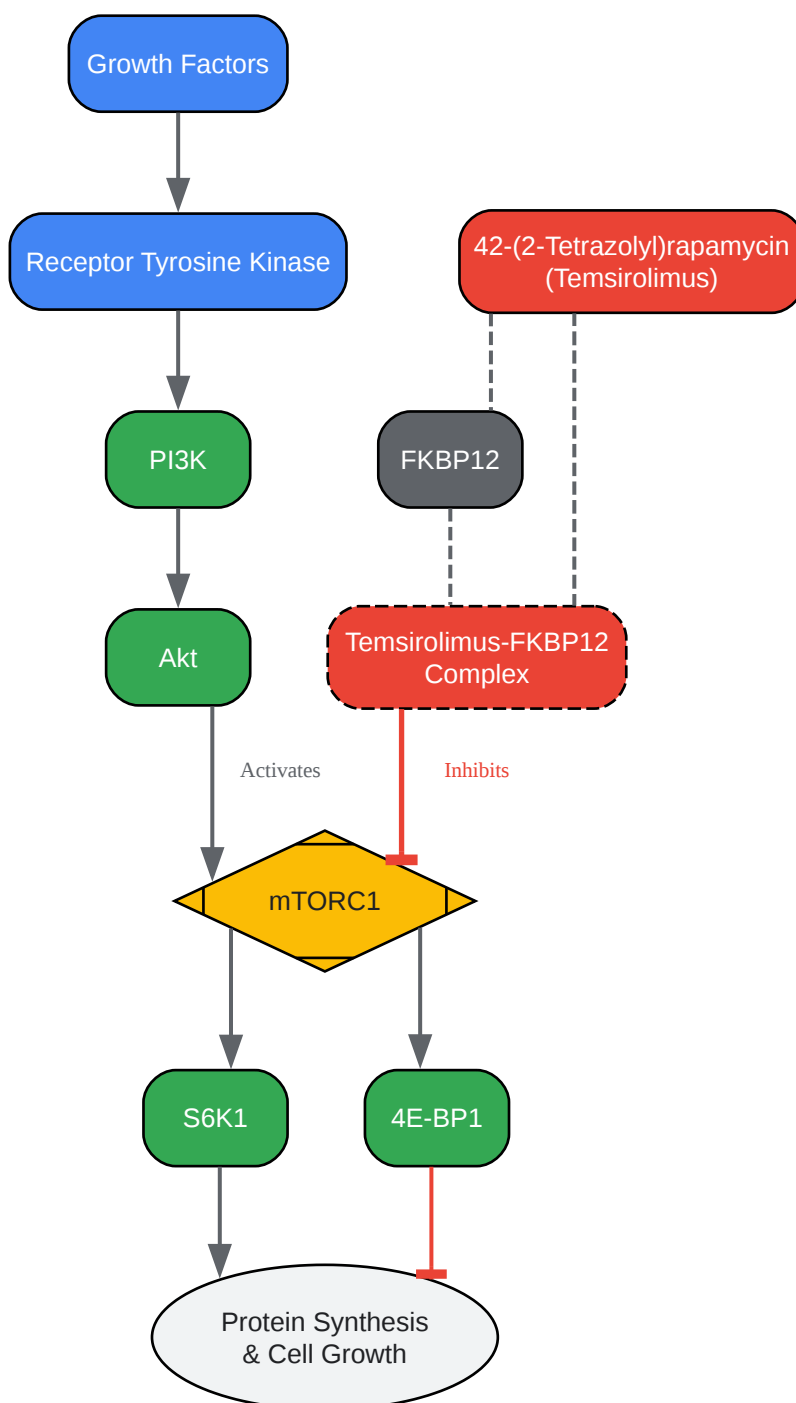 Growth Factors
Receptor Tyrosine Kinase
42-(2-Tetrazolyl)rapamycin
(Temsirolimus)
PI3K
FKBP12
Akt
Temsirolimus-FKBP12
Complex
Activates
Inhibits
mTORC1
S6K1
4E-BP1
Protein Synthesis
& Cell Growth